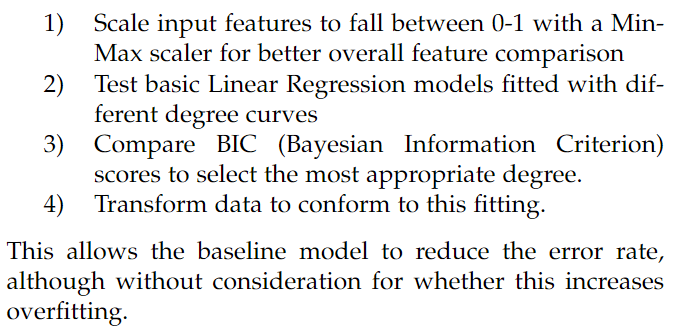 1) Scale input features to fall between 0-1 with a Min-
Max scaler for better overall feature comparison
2) Test basic Linear Regression models fitted with dif-
ferent degree curves
3) Compare BIC (Bayesian Information Criterion)
scores to select the most appropriate degree.
4) Transform data to conform to this fitting.
This allows the baseline model to reduce the error rate,
although without consideration for whether this increases
overfitting.